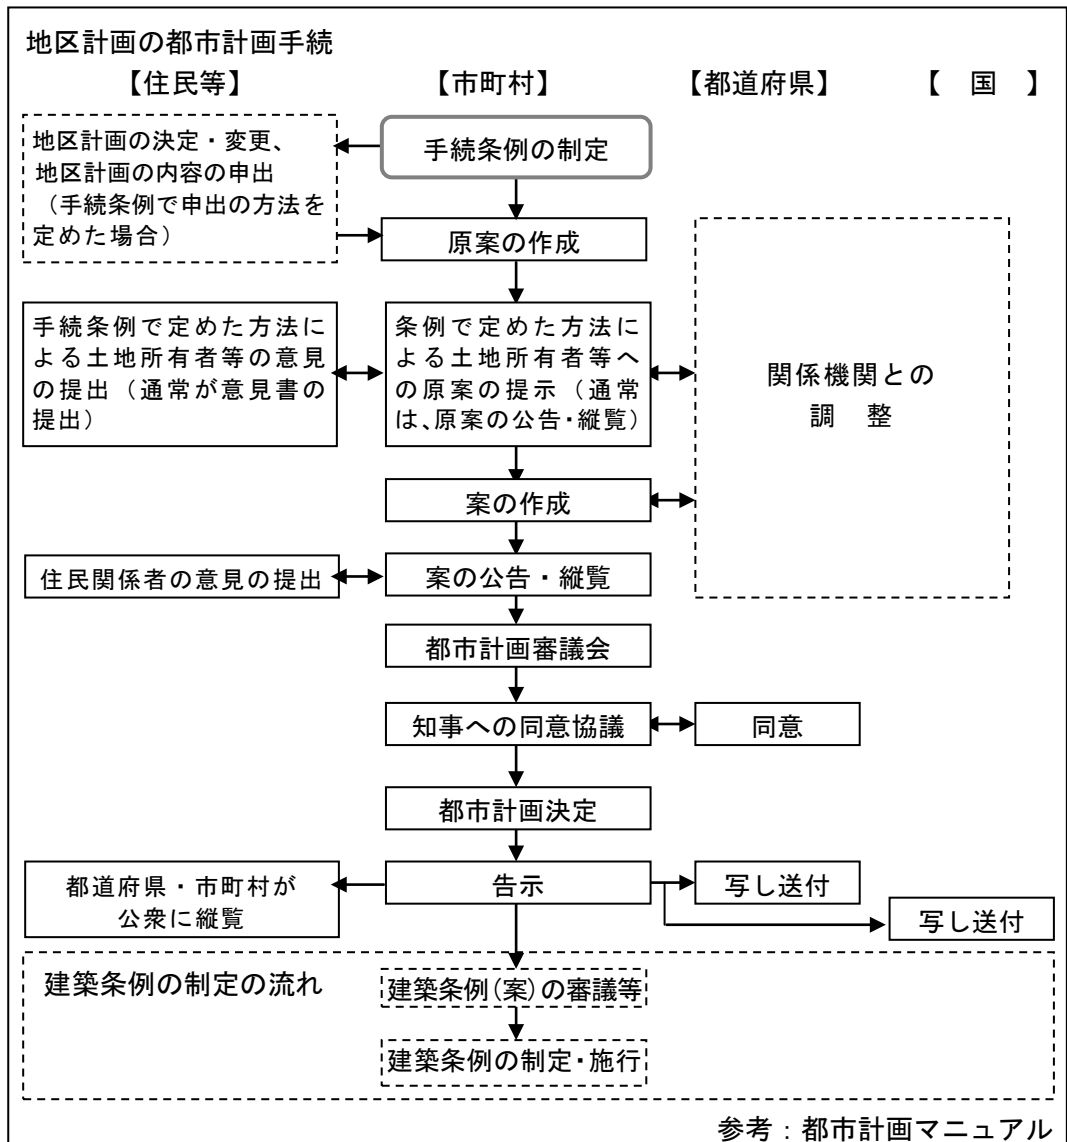 地区計画の都市計画手続
【住民等】 【市町村】 【都道府県】 【 国 】
地区計画の決定・変更、
地区計画の内容の申出
（手続条例で申出の方法を
定めた場合）
手続条例の制定
原案の作成
手続条例で定めた方法に
よる土地所有者等の意見
の提出（通常が意見書の
提出）
条例で定めた方法に
よる土地所有者等へ
の原案の提示（通常
は、原案の公告・縦覧）
関係機関との
調 整
案の作成
住民関係者の意見の提出
案の公告・縦覧
都市計画審議会
知事への同意協議
同意
都市計画決定
都道府県・市町村が
公衆に縦覧
告示
写し送付
写し送付
建築条例の制定の流れ
建築条例（案）の審議等
建築条例の制定・施行
参考：都市計画マニュアル